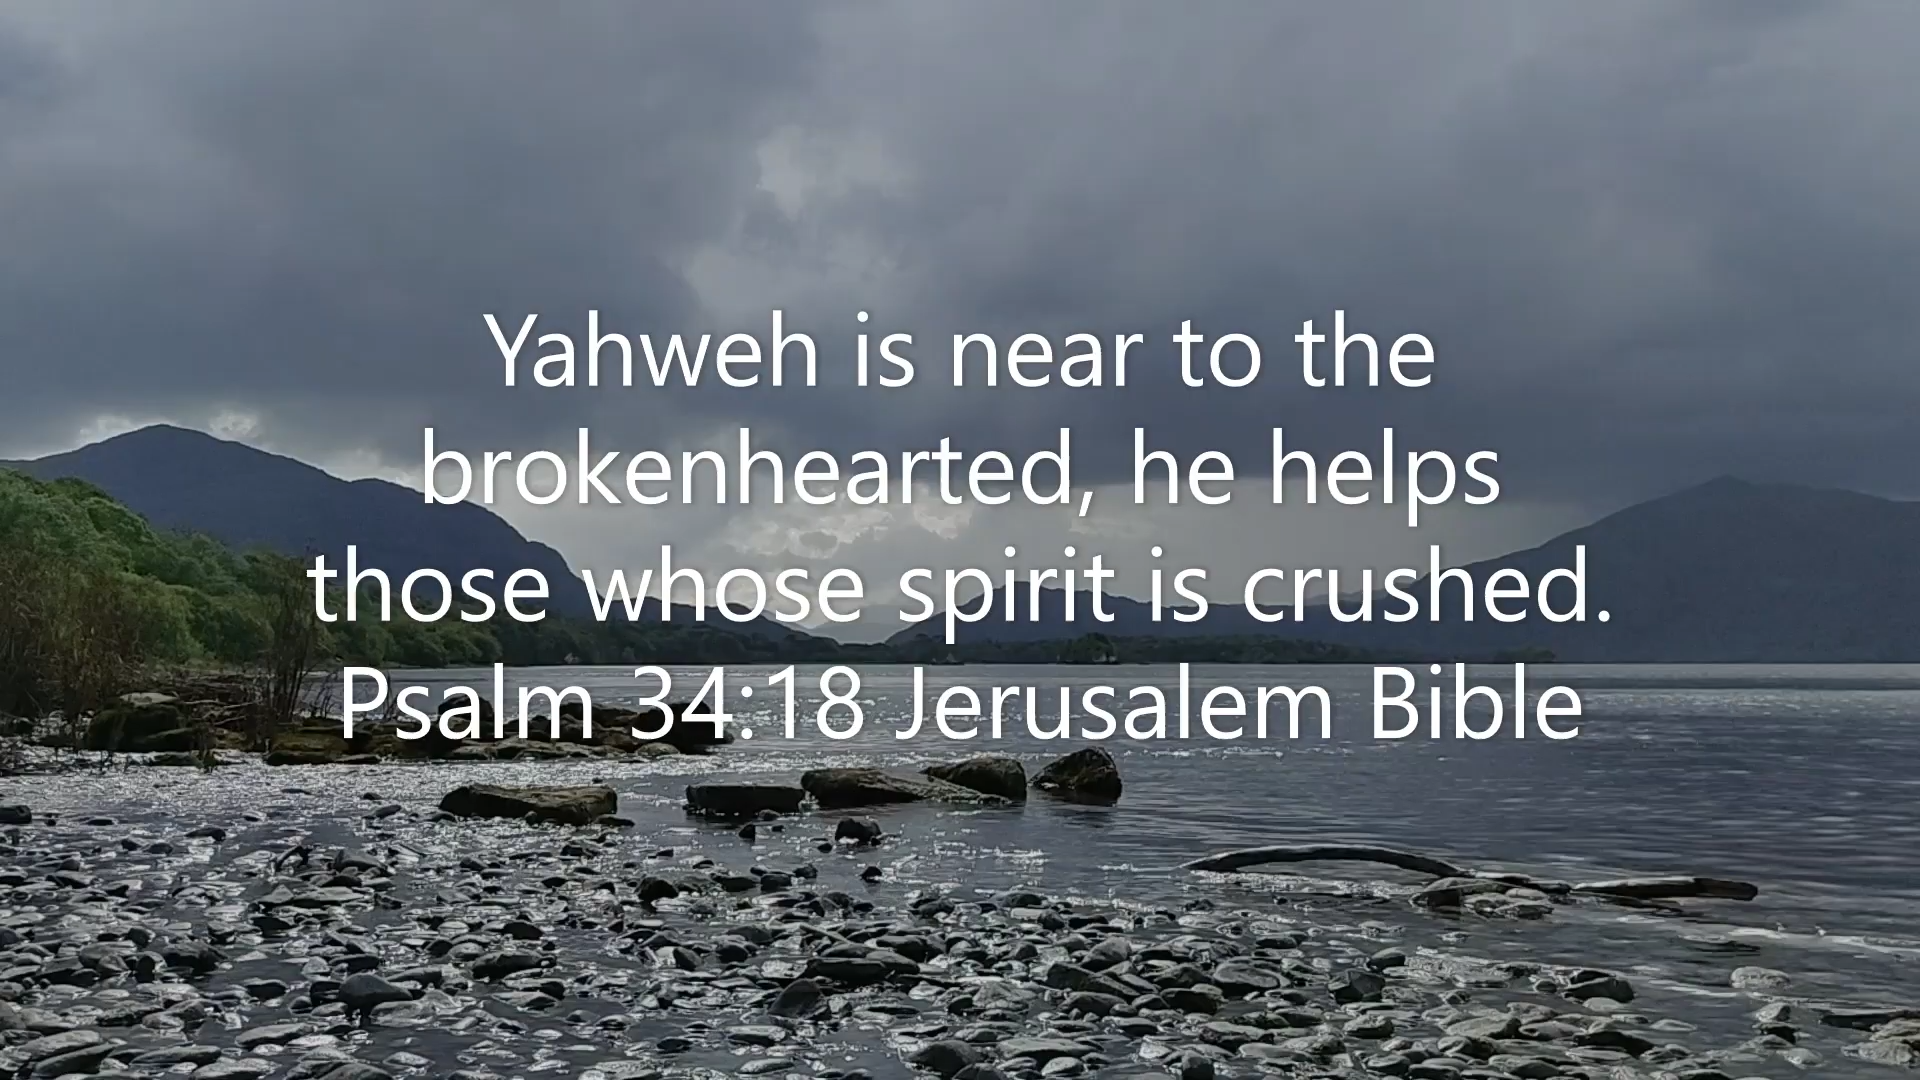 Yahweh is near to the
brokenhearted, he helps
those whose spirit is crushed.
Psalm 34:18 Jerusalem Bible